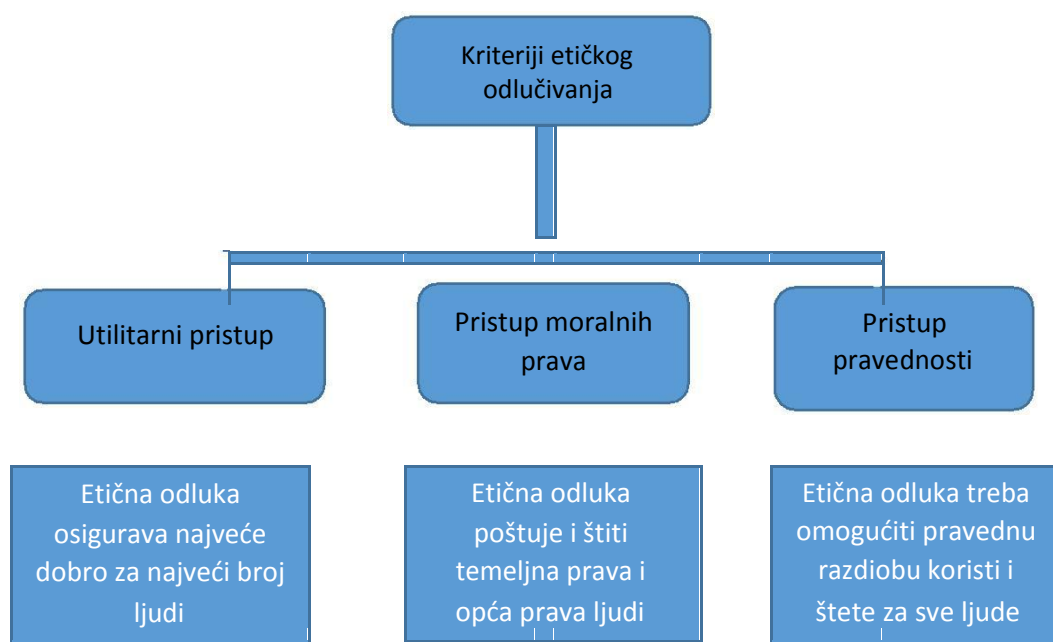 Kriteriji etičkog
odlučivanja
Utilitarni pristup
Pristup moralnih
prava
Pristup
pravednosti
Etična odluka
osigurava najveće
dobro za najveći broj
ljudi
Etična odluka
poštuje i štiti
temeljna prava i
opća prava ljudi
Etična odluka treba
omogućiti pravednu
razdiobu koristi i
štete za sve ljude